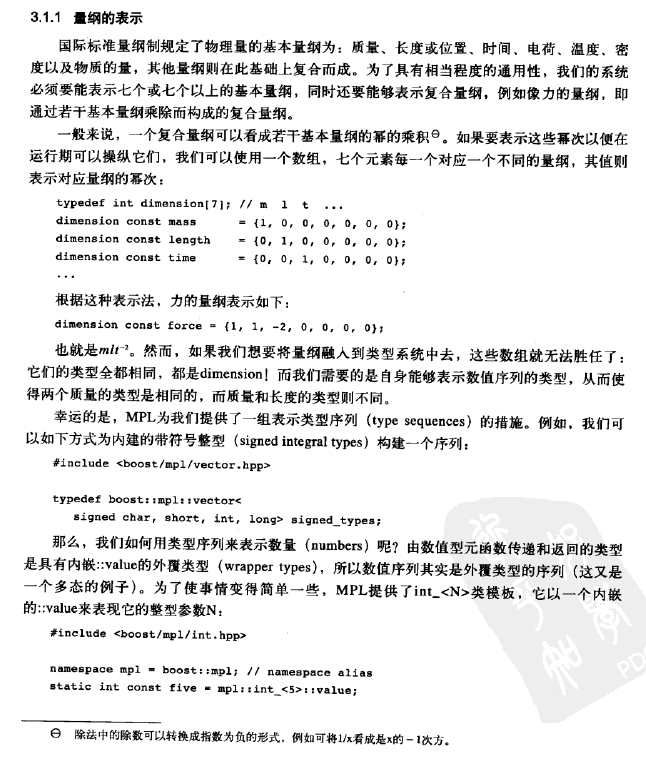 3.1.1 量纲的表示
国际标准量纲制规定了物理量的基本量纲为：质量、长度或位置、时间、电荷、温度、密
度以及物质的量，其他量纲则在此基础上复合而成。为了具有相当程度的通用性，我们的系统
必须要能表示七个或七个以上的基本量纲，同时还要能够表示复合量纲，例如像力的量纲，即
通过若干基本量纲乘除而构成的复合量纲。
一般来说，一个复合量纲可以看成若干基本量纲的幂的乘积㊀。如果要表示这些幂次以便在
运行期可以操纵它们，我们可以使用一个数组，七个元素每一个对应一个不同的量纲，其值则
表示对应量纲的幂次：
typedef int dimension[7]; // m l t ...
dimension const mass = {1, 0, 0, 0, 0, 0, 0};
dimension const length = {0, 1, 0, 0, 0, 0, 0};
dimension const time = {0, 0, 1, 0, 0, 0, 0};
...
根据这种表示法，力的量纲表示如下：
dimension const force = {1, 1, -2, 0, 0, 0, 0};
也就是mlt⁻²。然而，如果我们想要将量纲融入到类型系统中去，这些数组就无法胜任了：
它们的类型全都相同，都是dimension！而我们需要的是自身能够表示数值序列的类型，从而使
得两个质量的类型是相同的，而质量和长度的类型则不同。
幸运的是，MPL为我们提供了一组表示类型序列（type sequences）的措施。例如，我们可
以如下方式为内建的带符号整型（signed integral types）构建一个序列：
#include <boost/mpl/vector.hpp>
typedef boost::mpl::vector<
signed char, short, int, long> signed_types;
那么，我们如何用类型序列来表示数量（numbers）呢？由数值型元函数传递和返回的类型
是具有内嵌::value的外覆类型（wrapper types），所以数值序列其实是外覆类型的序列（这又是
一个多态的例子）。为了使事情变得简单一些，MPL提供了int_<N>类模板，它以一个内嵌
的::value来表现它的整型参数N：
#include <boost/mpl/int.hpp>
namespace mpl = boost::mpl; // namespace alias
static int const five = mpl::int_<5>::value;
㊀ 除法中的除数可以转换成指数为负的形式，例如可将1/x看成是x的－1次方。
PD